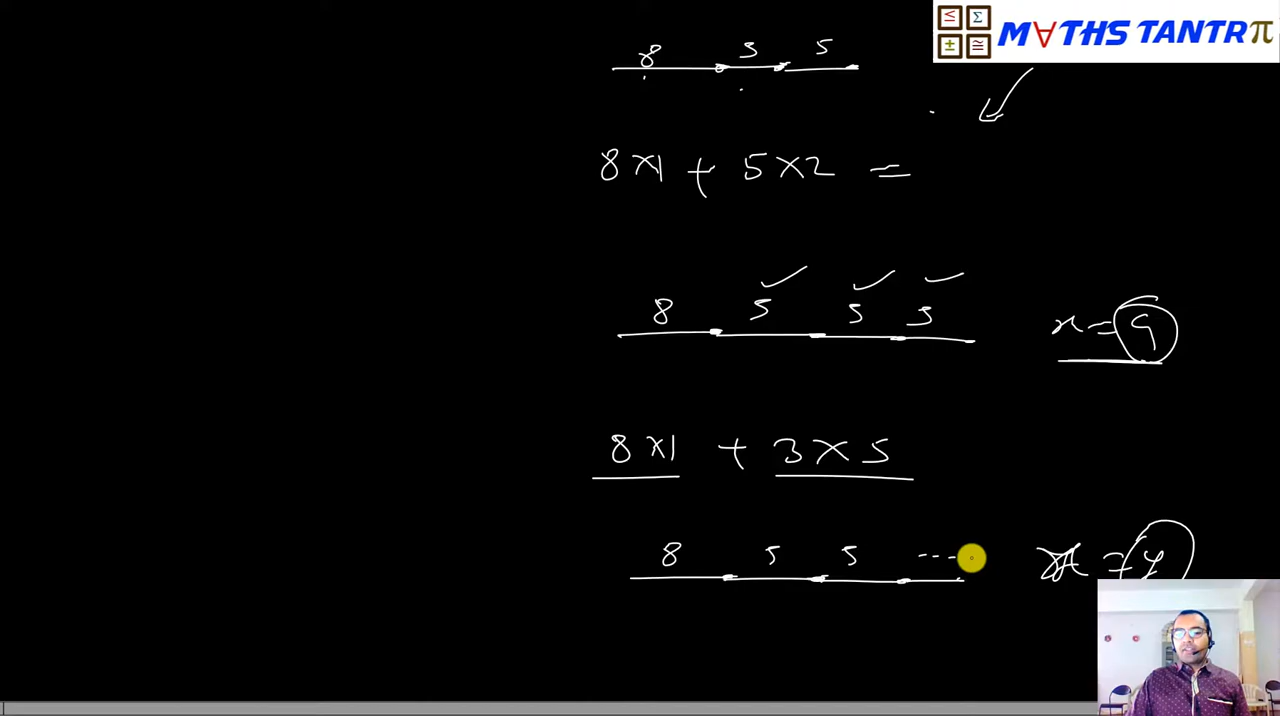 ≤ Σ ± ≅ M∀THS TANTRπ
8 5 5
8×1 + 5×2 =
8 5 5 5
x=9
8×1 + 3×5
8 5 5 ---
=